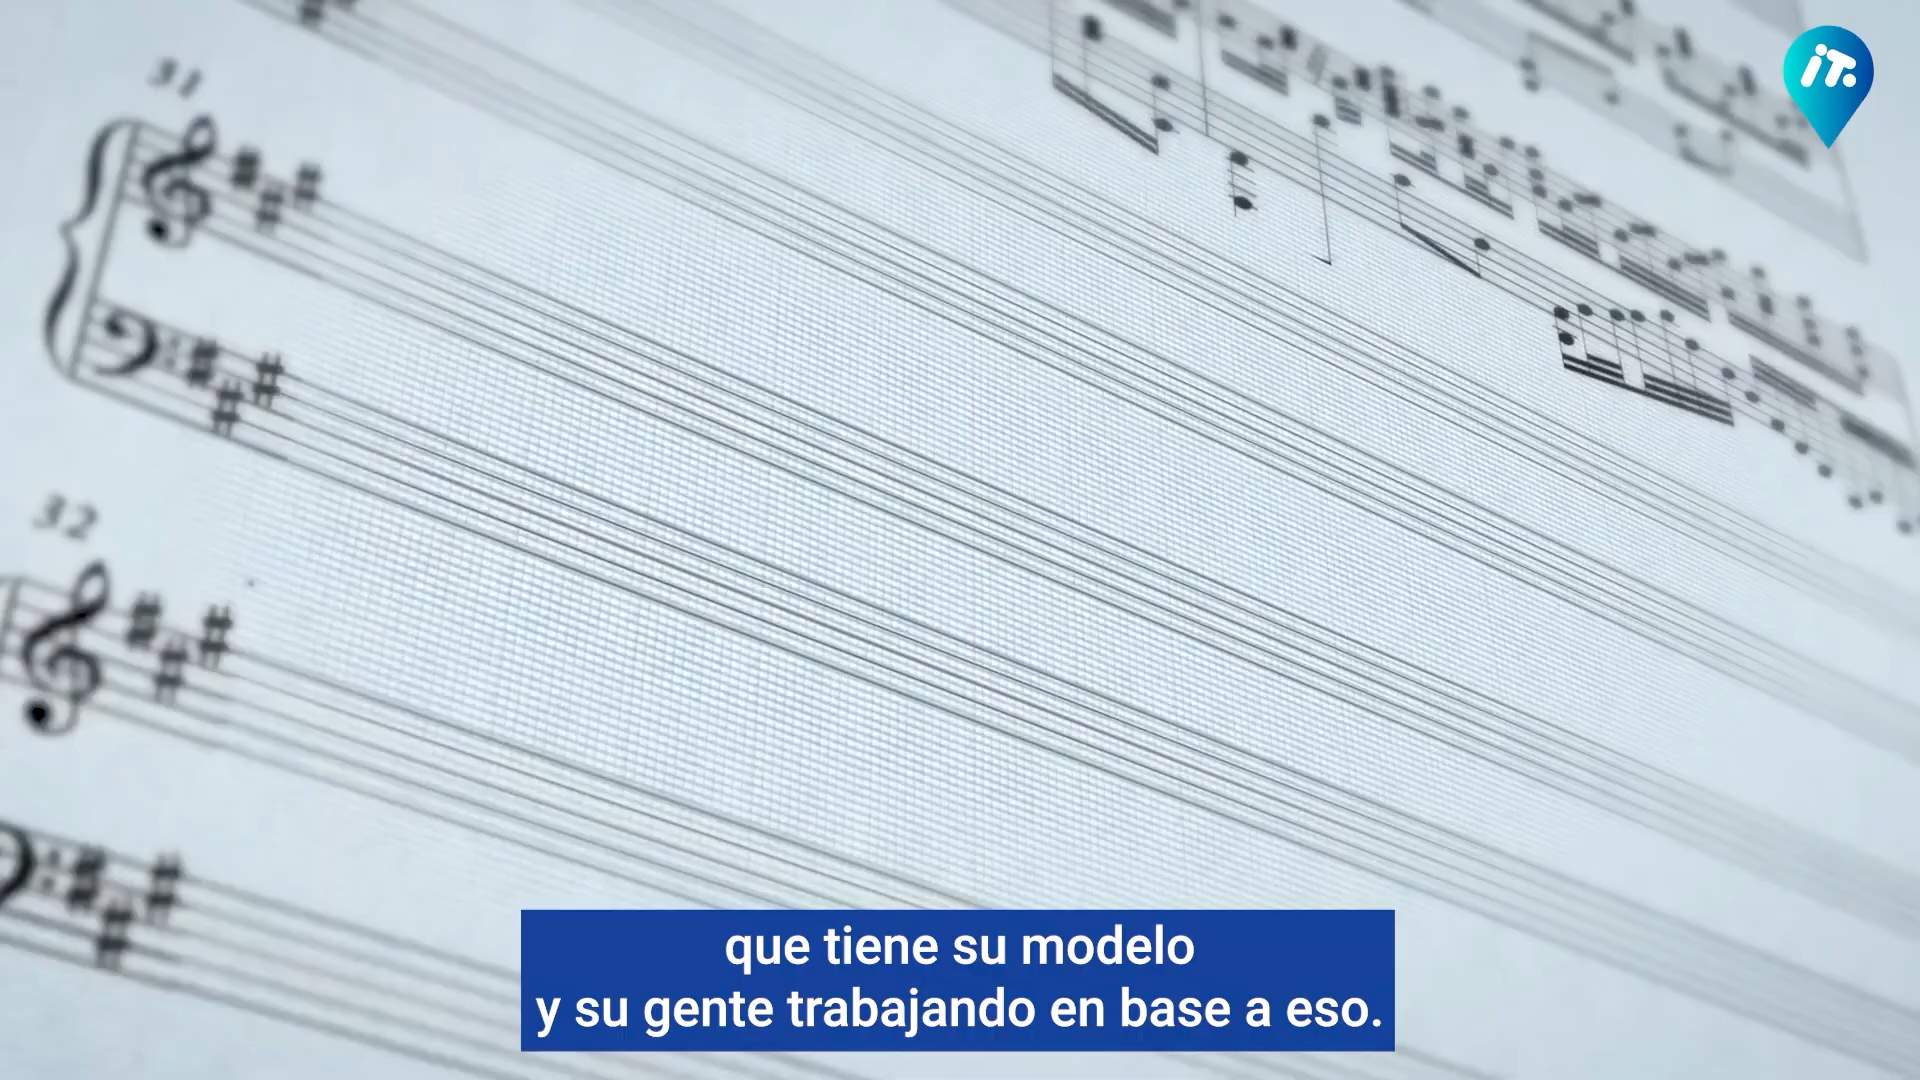 31
iT.
32
que tiene su modelo
y su gente trabajando en base a eso.